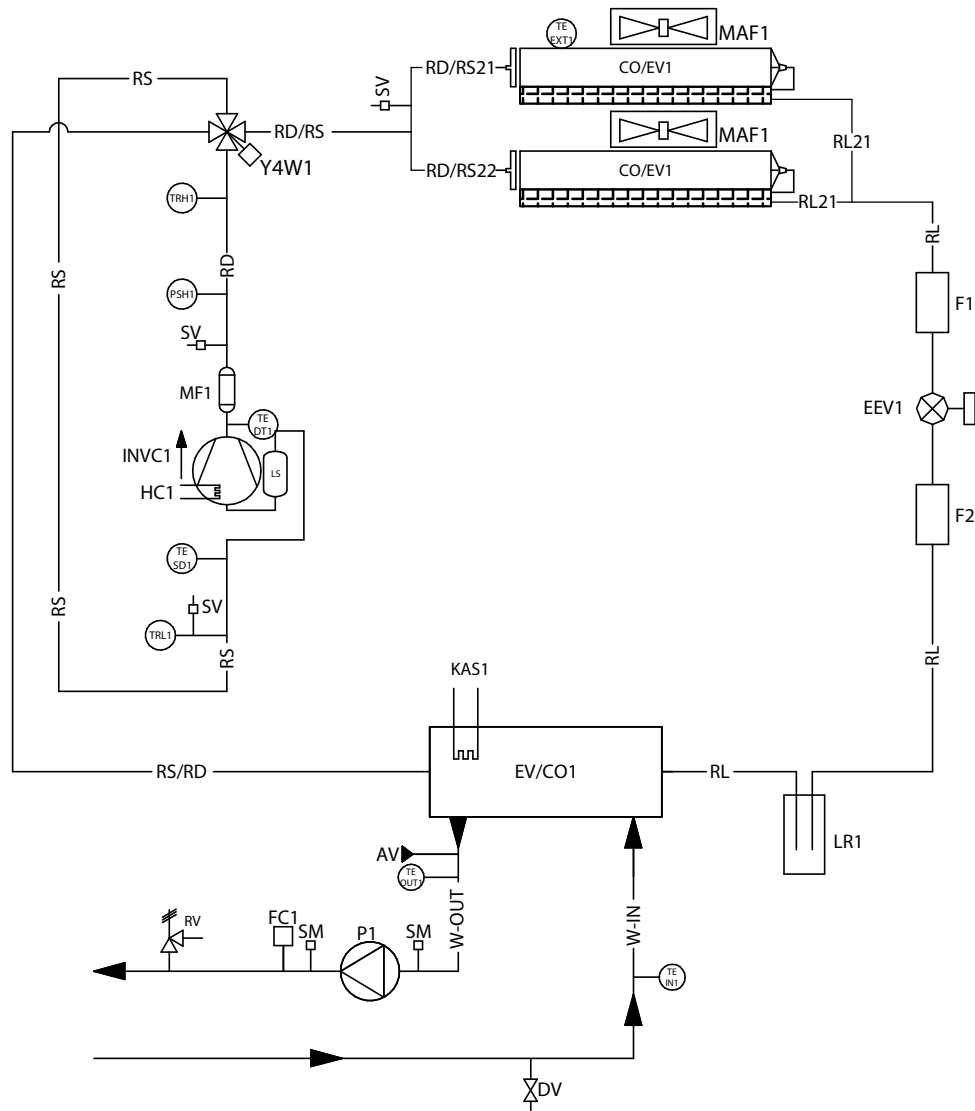 TE
EXT1
MAF1
RS
RD/RS21
CO/EV1
SV
RD/RS
MAF1
RL21
Y4W1
RD/RS22
CO/EV1
TRH1
RL21
RL
RD
RS
PSH1
F1
SV
MF1
EEV1
TE
DT1
INVC1
LS
HC1
F2
TE
SD1
RS
SV
TRL1
RS
RL
KAS1
RS/RD
EV/CO1
RL
LR1
AV
TE
OUT1
W-OUT
W-IN
RV
FC1
SM
P1
SM
TE
IN1
DV